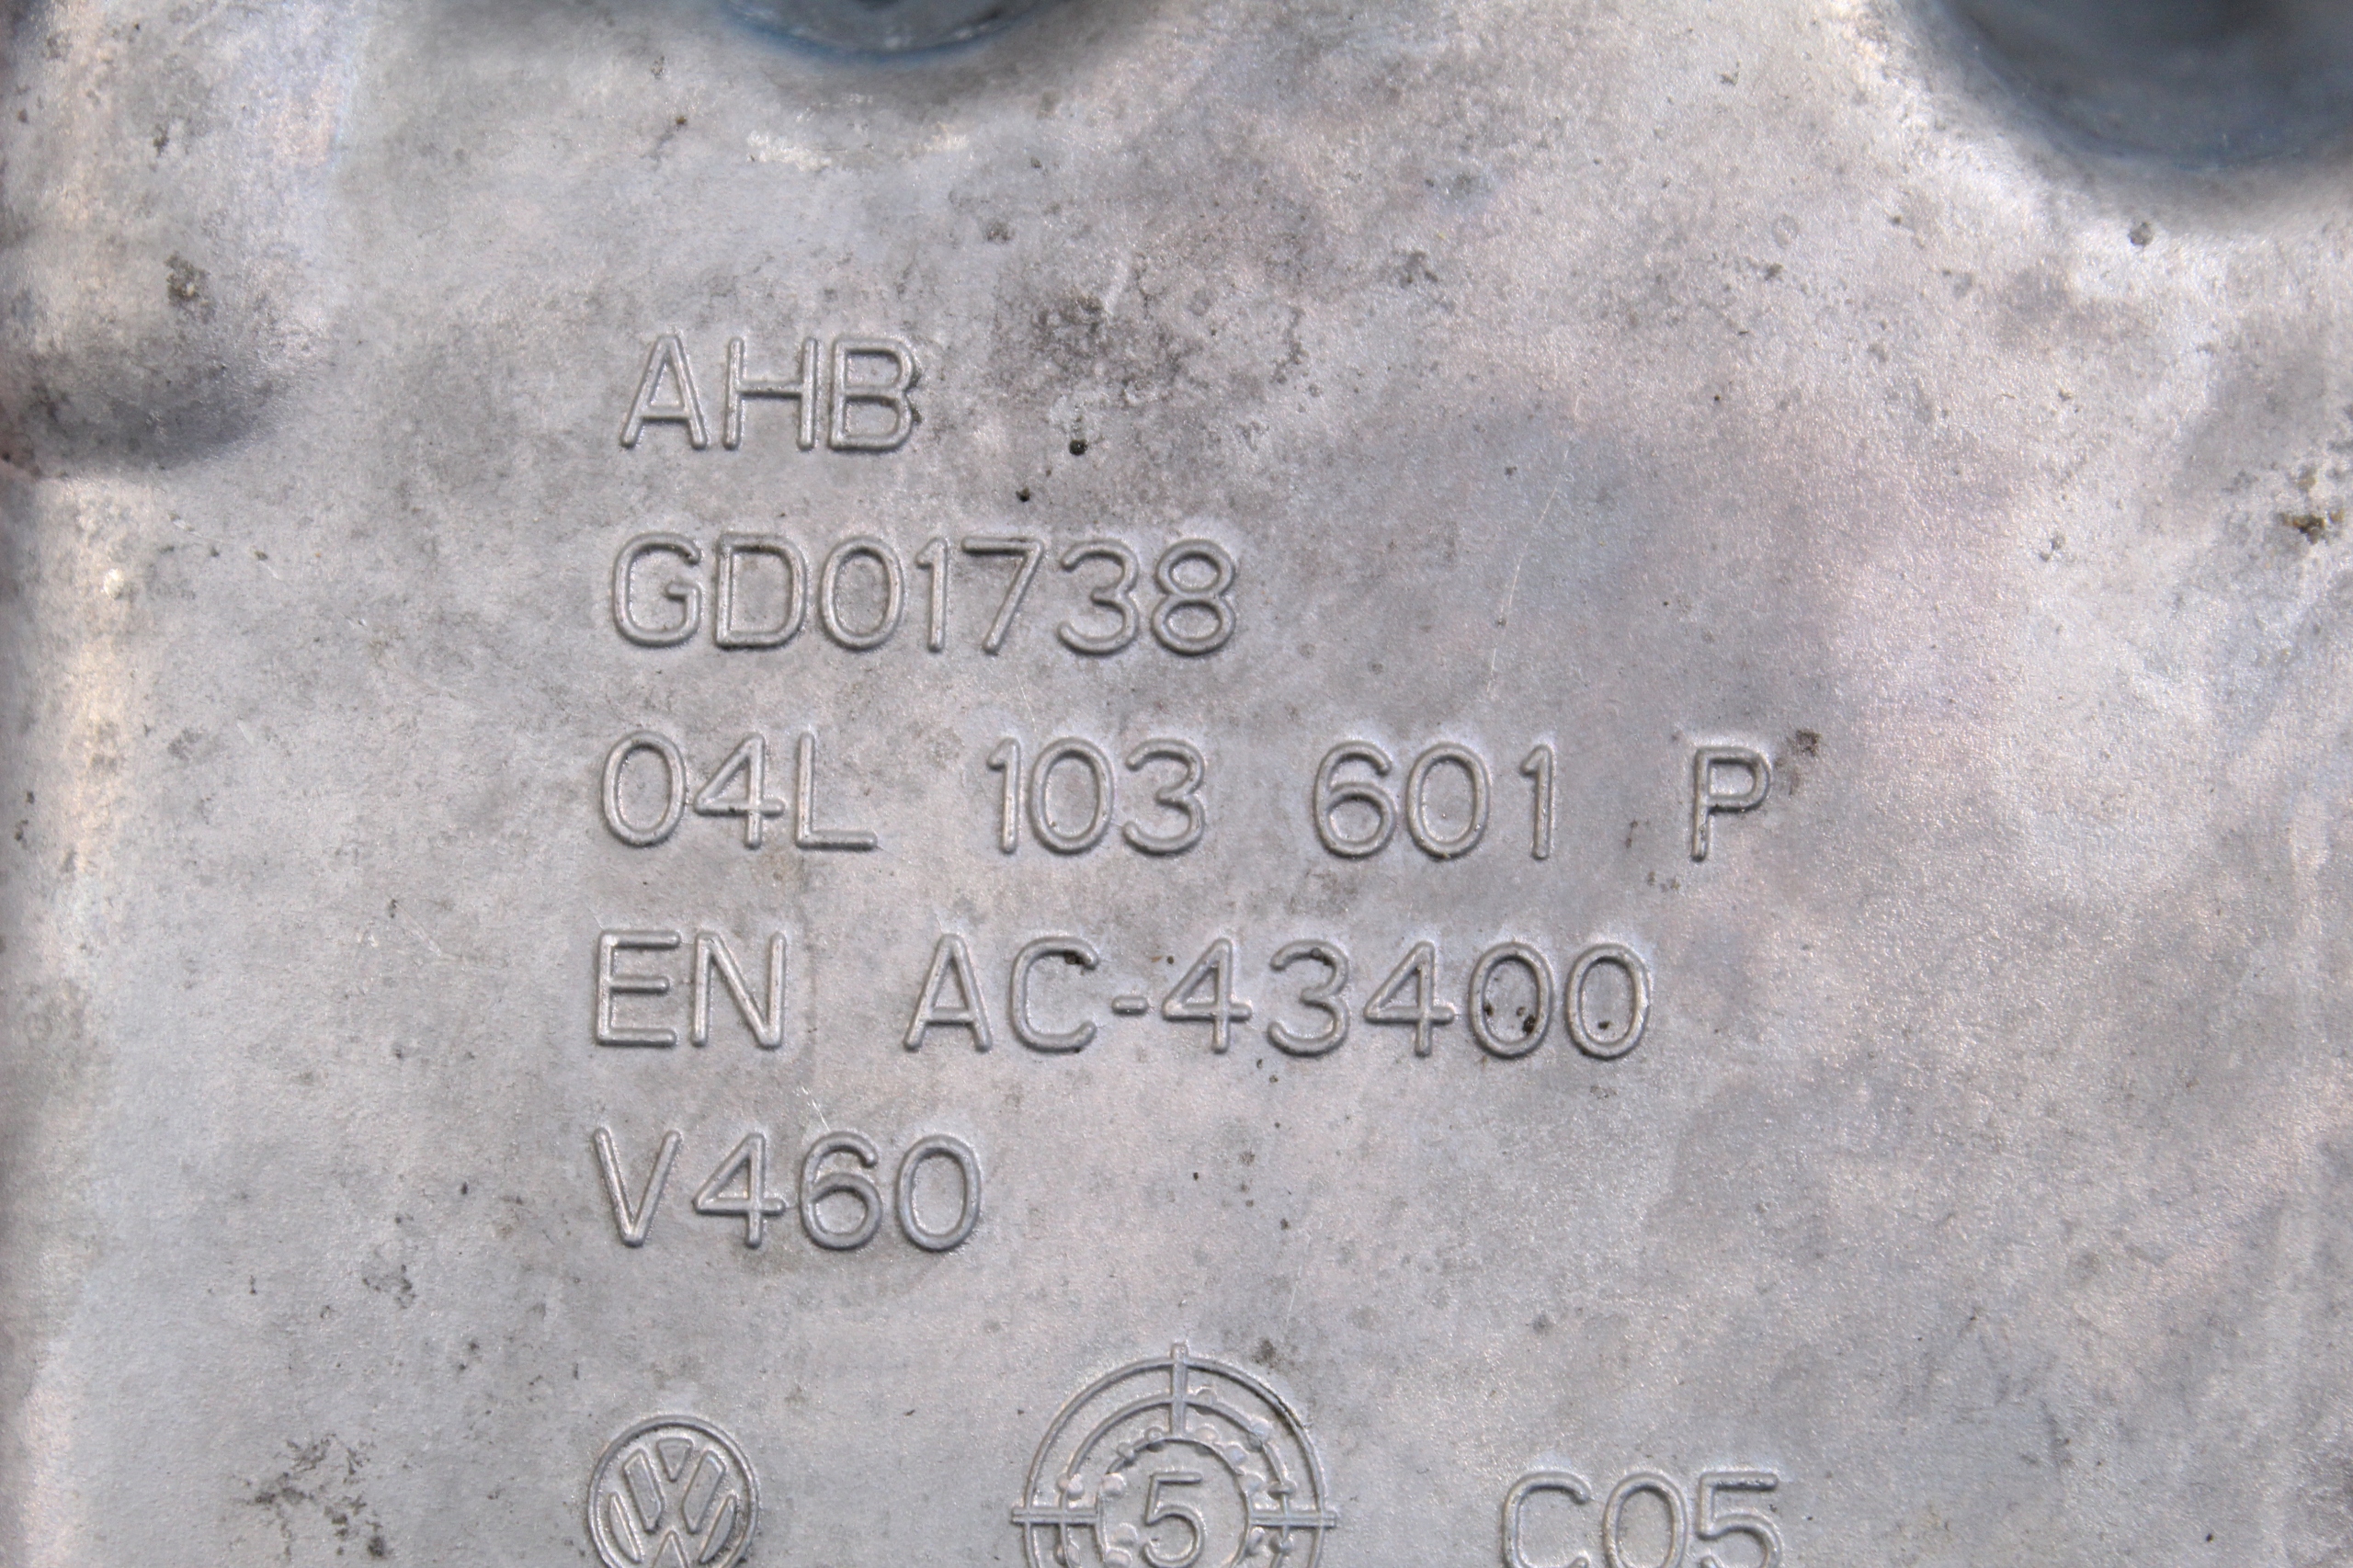 AHB
GD01738
04L 103 601 P
EN AC-43400
V460
5 C05